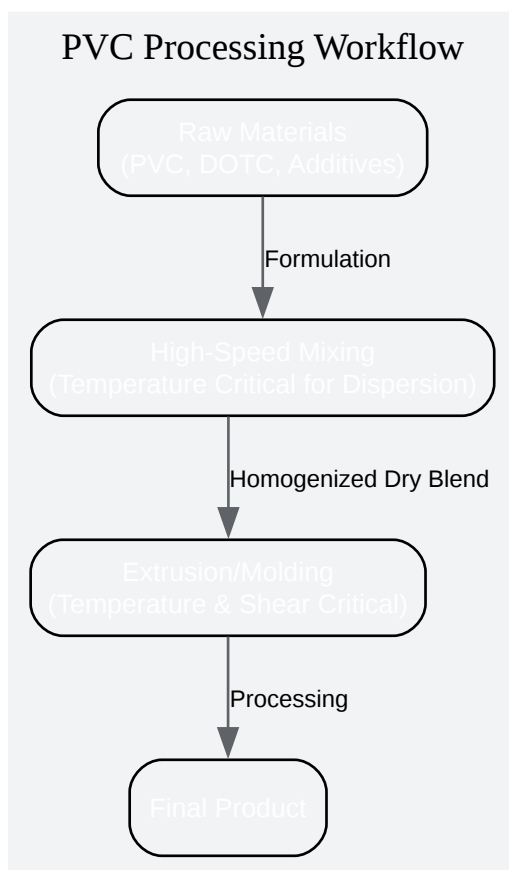 PVC Processing Workflow
Raw Materials
(PVC, DOTC, Additives)
Formulation
High-Speed Mixing
(Temperature Critical for Dispersion)
Homogenized Dry Blend
Extrusion/Molding
(Temperature & Shear Critical)
Processing
Final Product